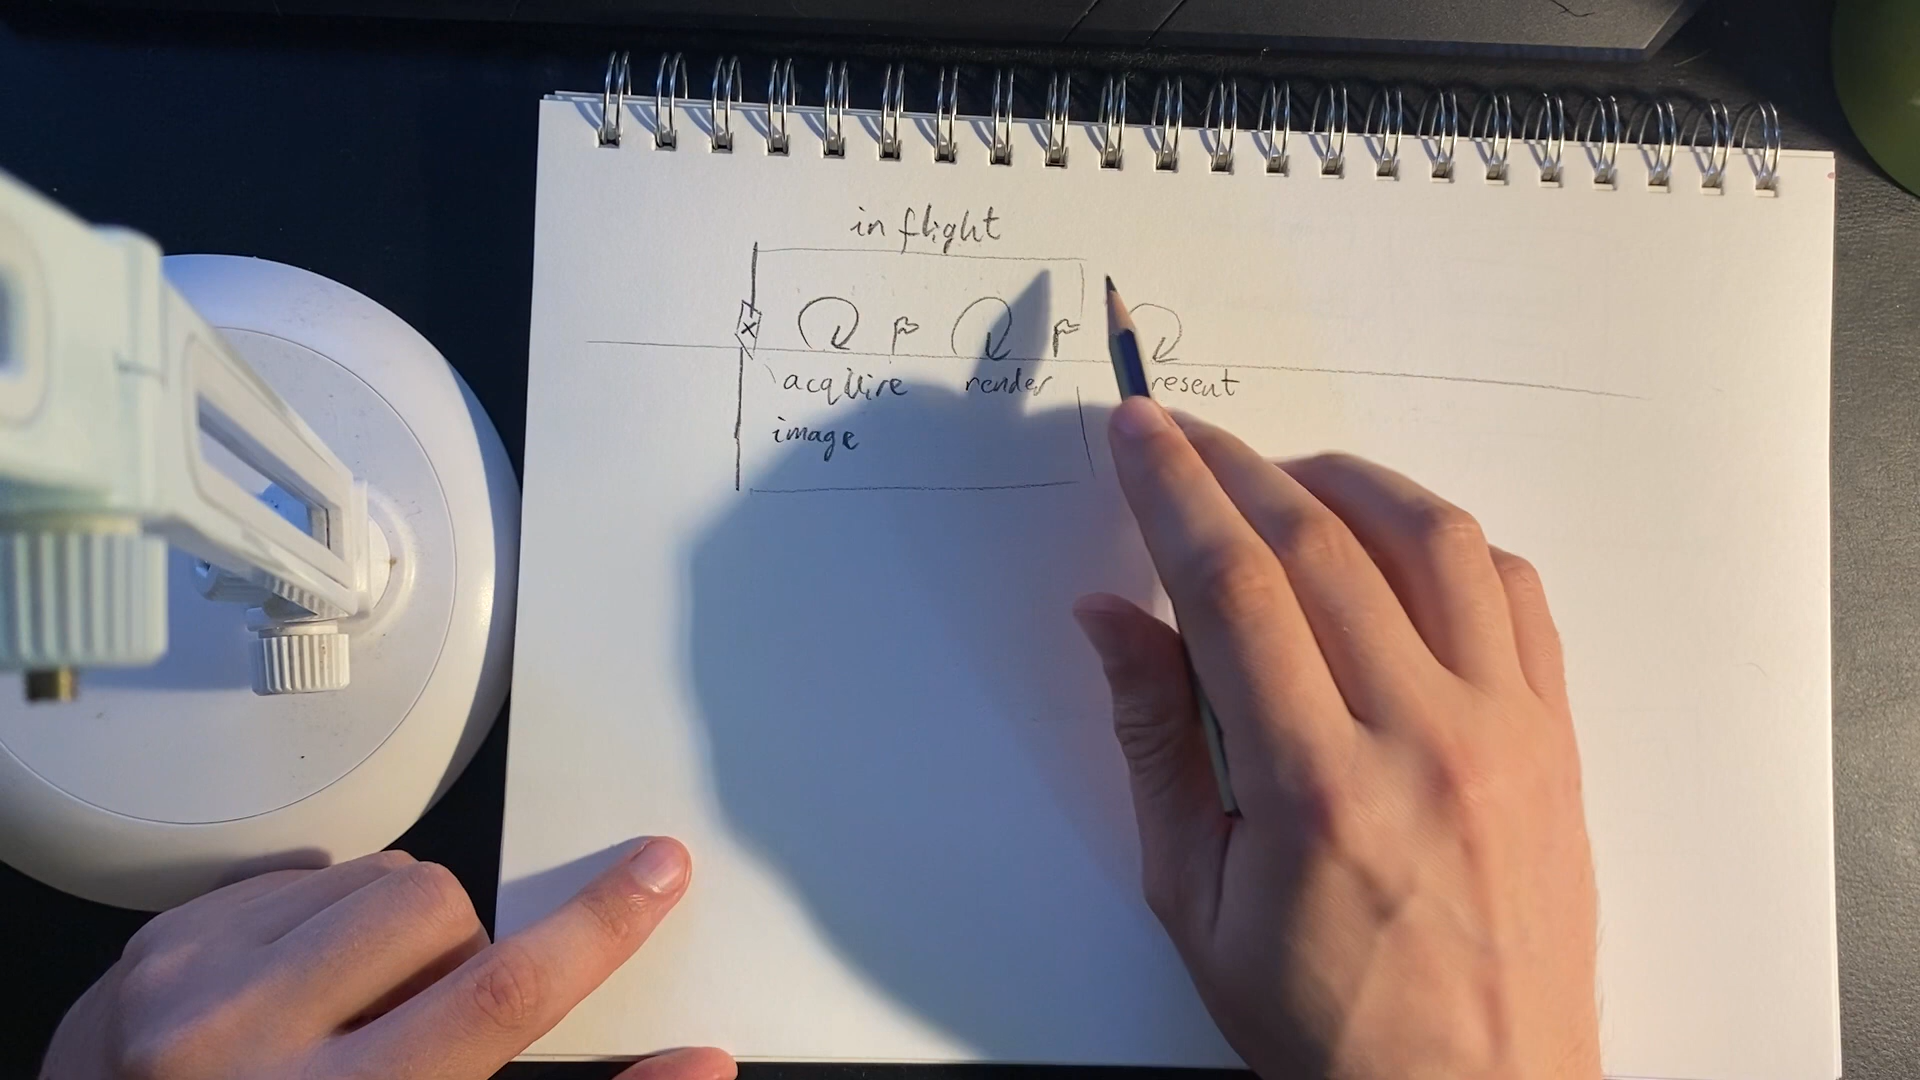 in flight
x
acquire render resent
image